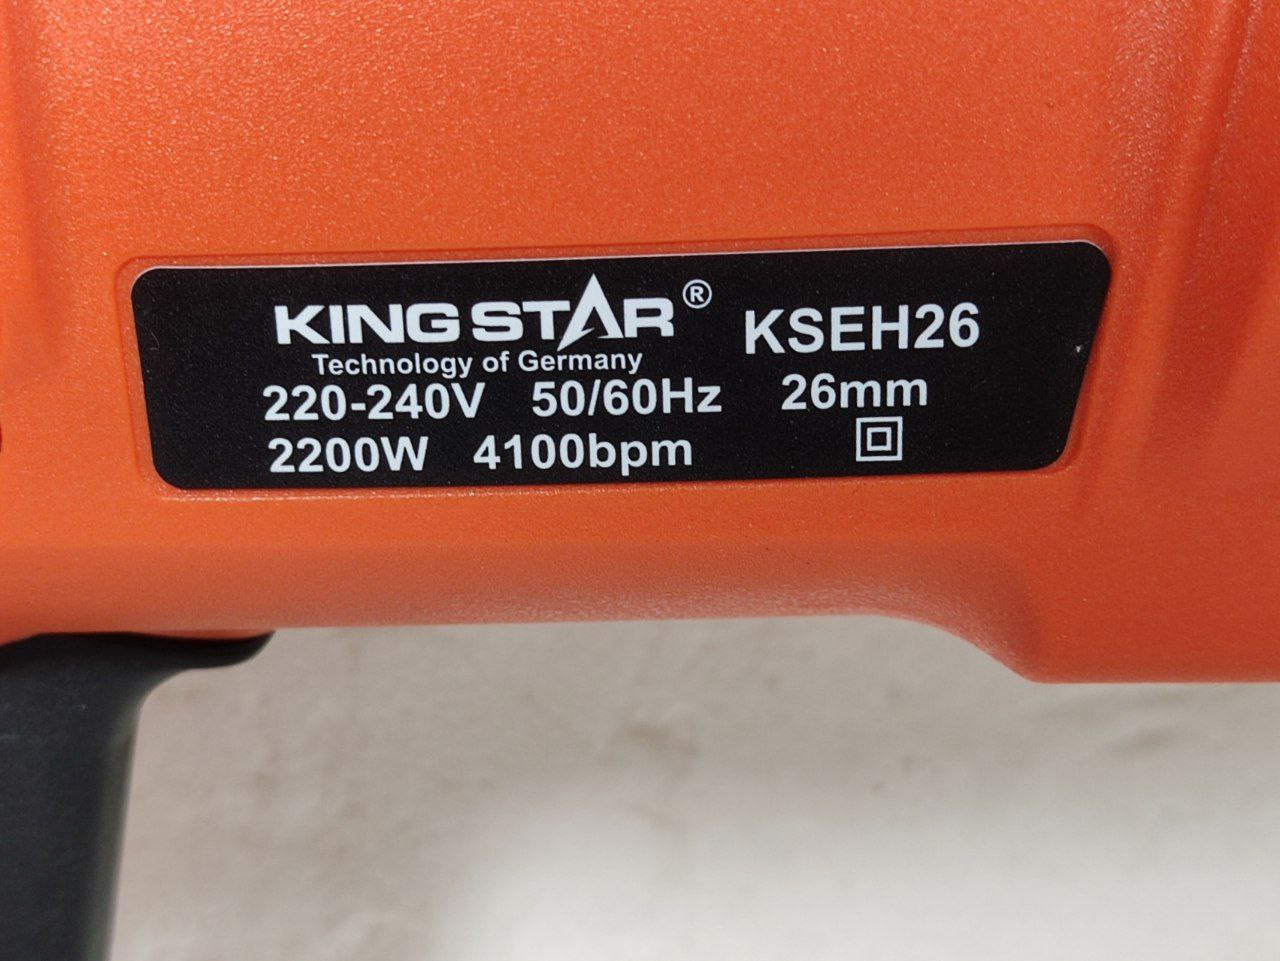 KING STAR® KSEH26
Technology of Germany
220-240V 50/60Hz 26mm
2200W 4100bpm